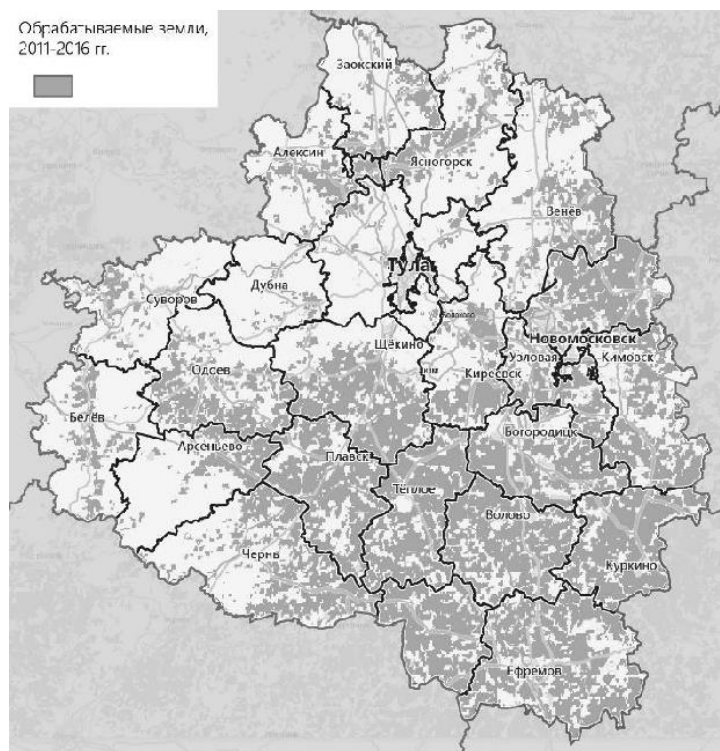 Обрабатываемые земли,
2011-2016 гг.
Заокский
Алексин
Ясногорск
Венёв
Тула
Дубна
Суворов
Щёкино
Новомосковск
Узловая
Кимовск
Одоев
Киреевск
Белёв
Богородицк
Арсеньево
Плавск
Тёплое
Волово
Куркино
Чернь
Ефремов